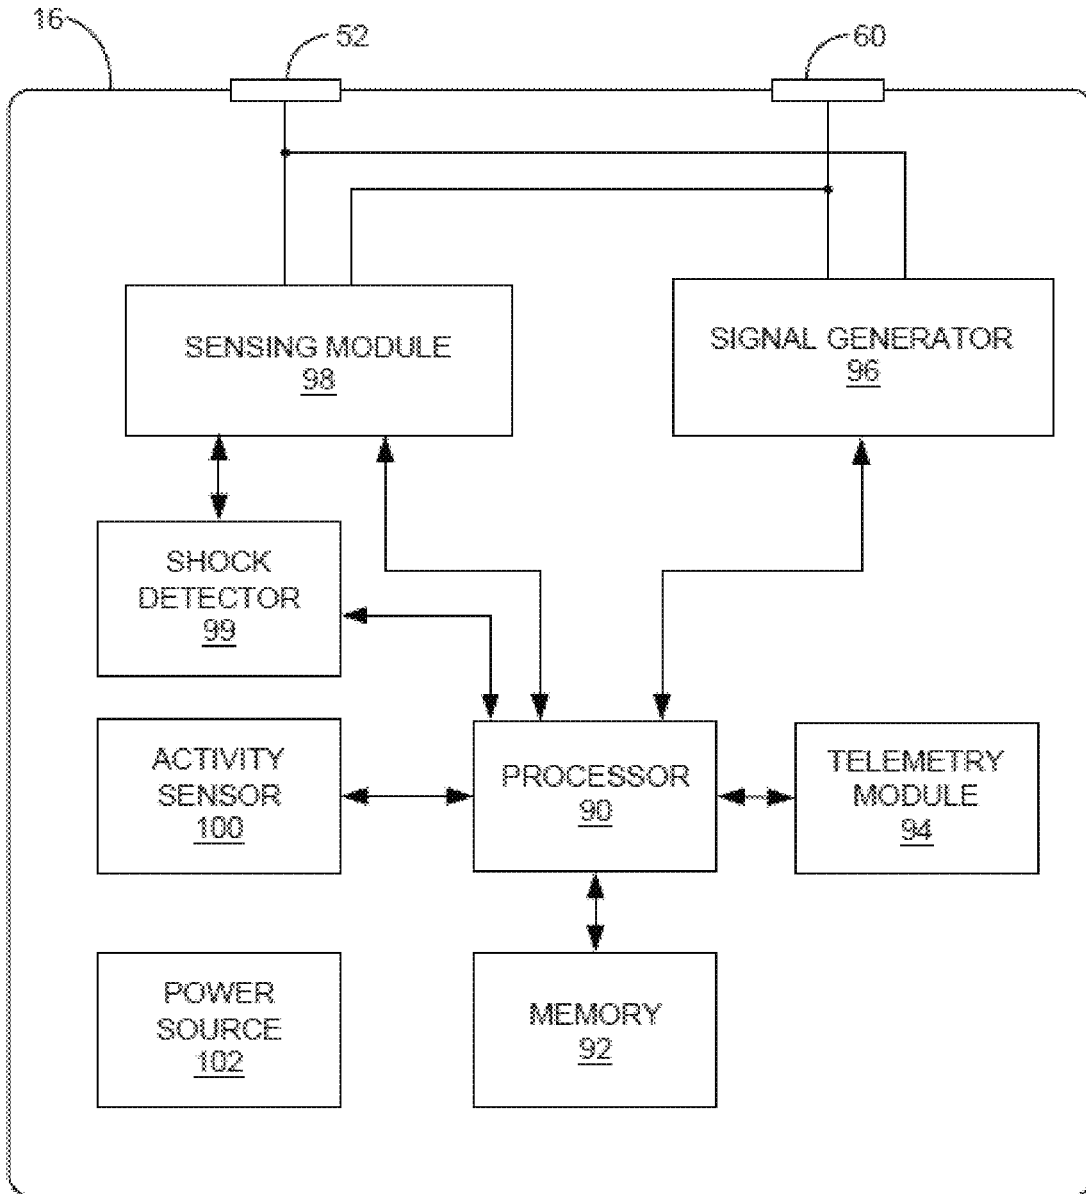 16
52
60
SENSING MODULE
98
SIGNAL GENERATOR
96
SHOCK
DETECTOR
99
ACTIVITY
SENSOR
100
PROCESSOR
90
TELEMETRY
MODULE
94
POWER
SOURCE
102
MEMORY
92